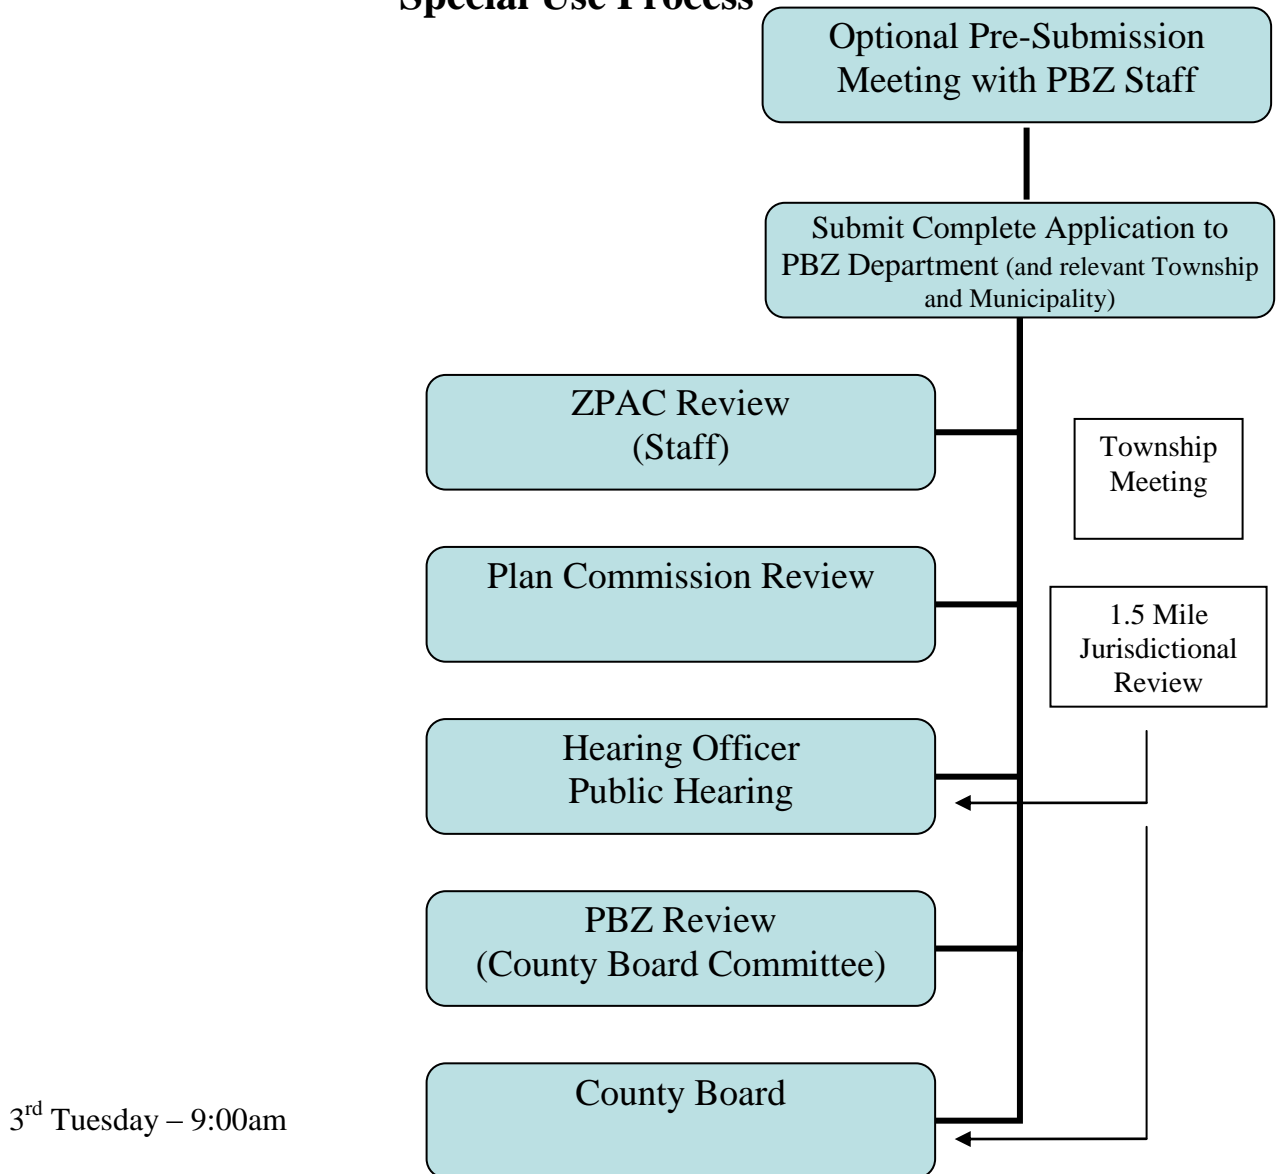 Special Use Process
Optional Pre-Submission
Meeting with PBZ Staff
Submit Complete Application to
PBZ Department (and relevant Township
and Municipality)
ZPAC Review
(Staff)
Township
Meeting
Plan Commission Review
1.5 Mile
Jurisdictional
Review
Hearing Officer
Public Hearing
PBZ Review
(County Board Committee)
County Board
3rd Tuesday – 9:00am